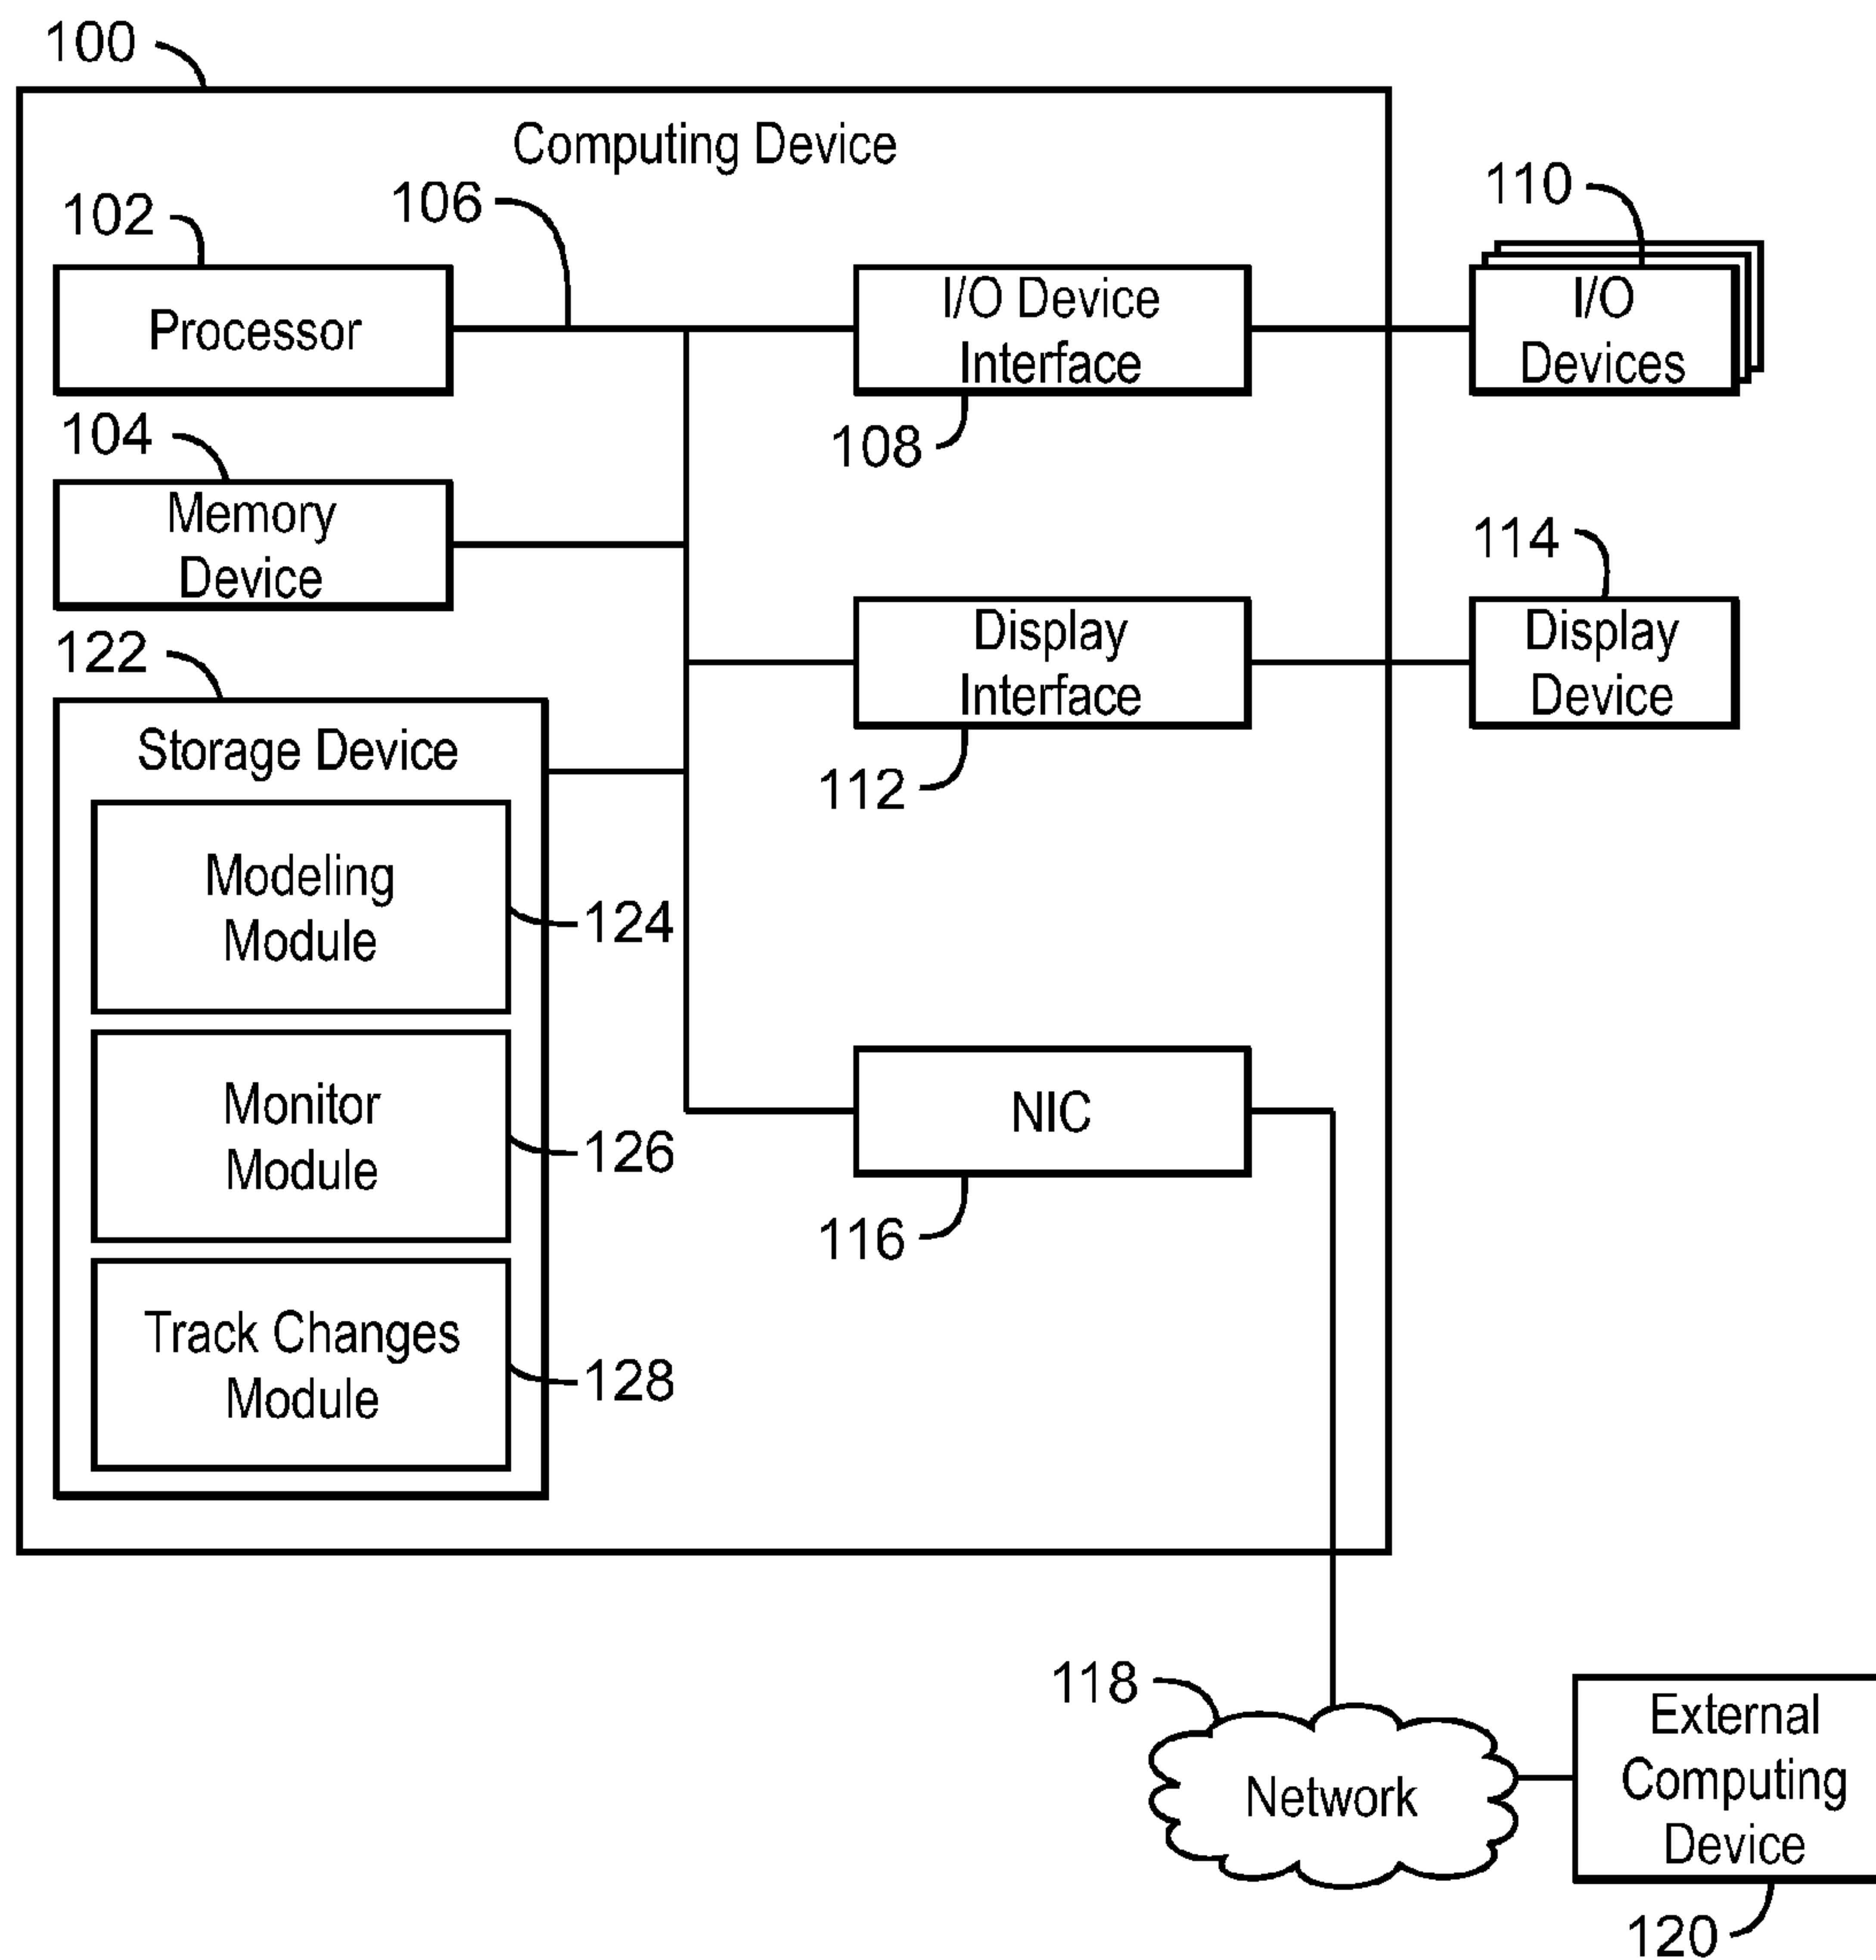 100
Computing Device
102
106
110
Processor
I/O Device
Interface
I/O
Devices
104
108
Memory
Device
114
Display
Interface
Display
Device
122
112
Storage Device
Modeling
Module
124
Monitor
Module
126
NIC
116
Track Changes
Module
128
118
Network
External
Computing
Device
120